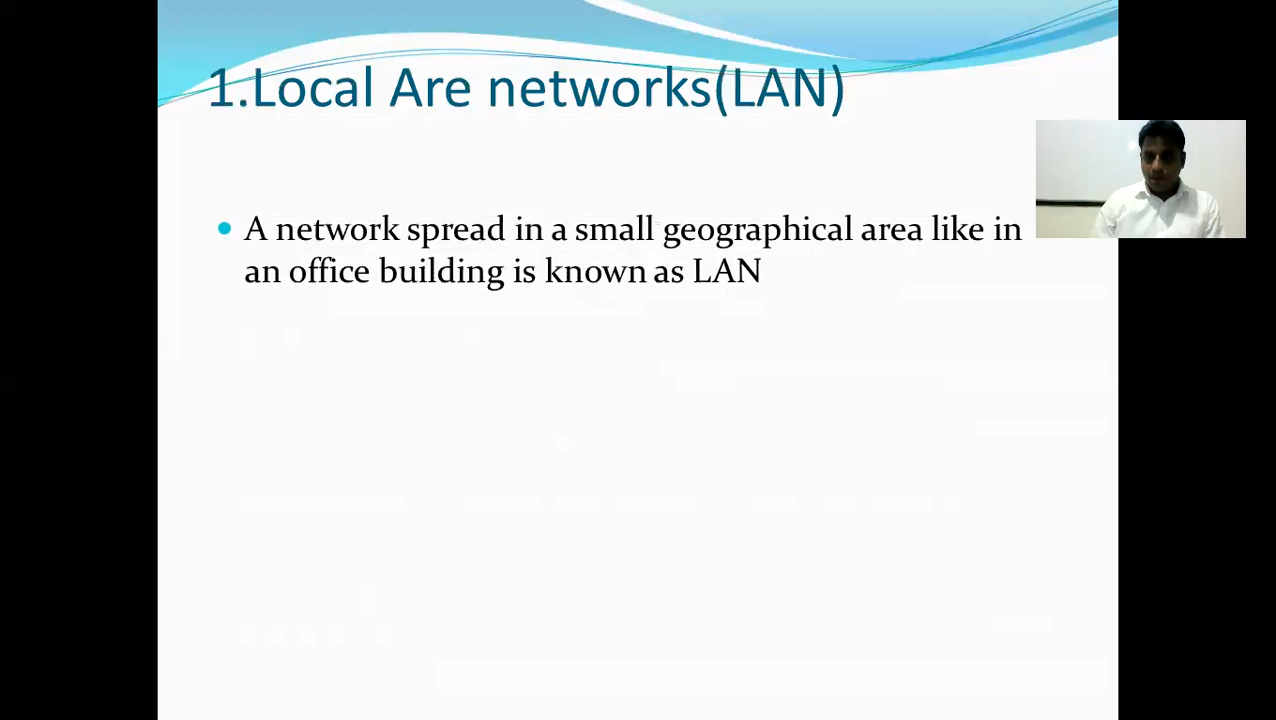 1.Local Are networks(LAN)
A network spread in a small geographical area like in
an office building is known as LAN